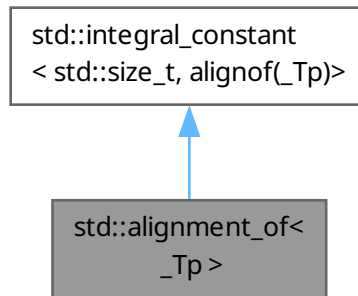 std::integral_constant
< std::size_t, alignof(_Tp)>
std::alignment_of<
_Tp >